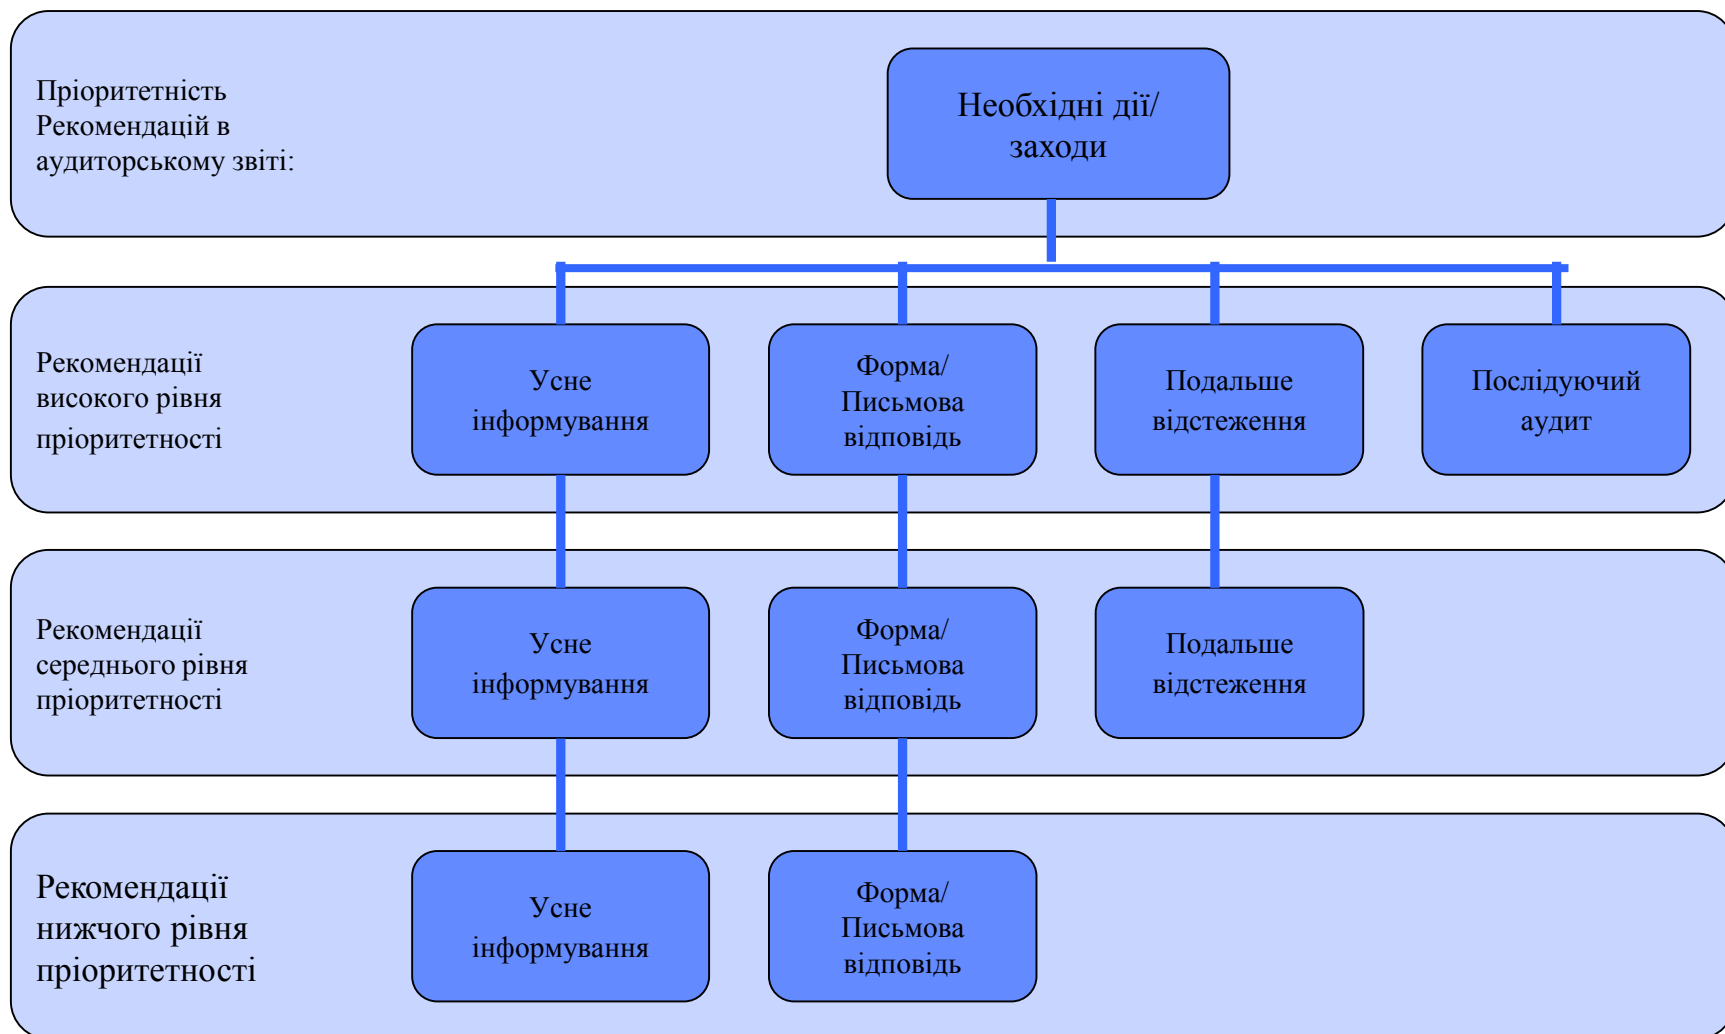 Пріоритетність
Рекомендацій в
аудиторському звіті:
Необхідні дії/
заходи
Рекомендації
високого рівня
пріоритетності
Усне
інформування
Форма/
Письмова
відповідь
Подальше
відстеження
Послідуючий
аудит
Рекомендації
середнього рівня
пріоритетності
Усне
інформування
Форма/
Письмова
відповідь
Подальше
відстеження
Рекомендації
нижчого рівня
пріоритетності
Усне
інформування
Форма/
Письмова
відповідь